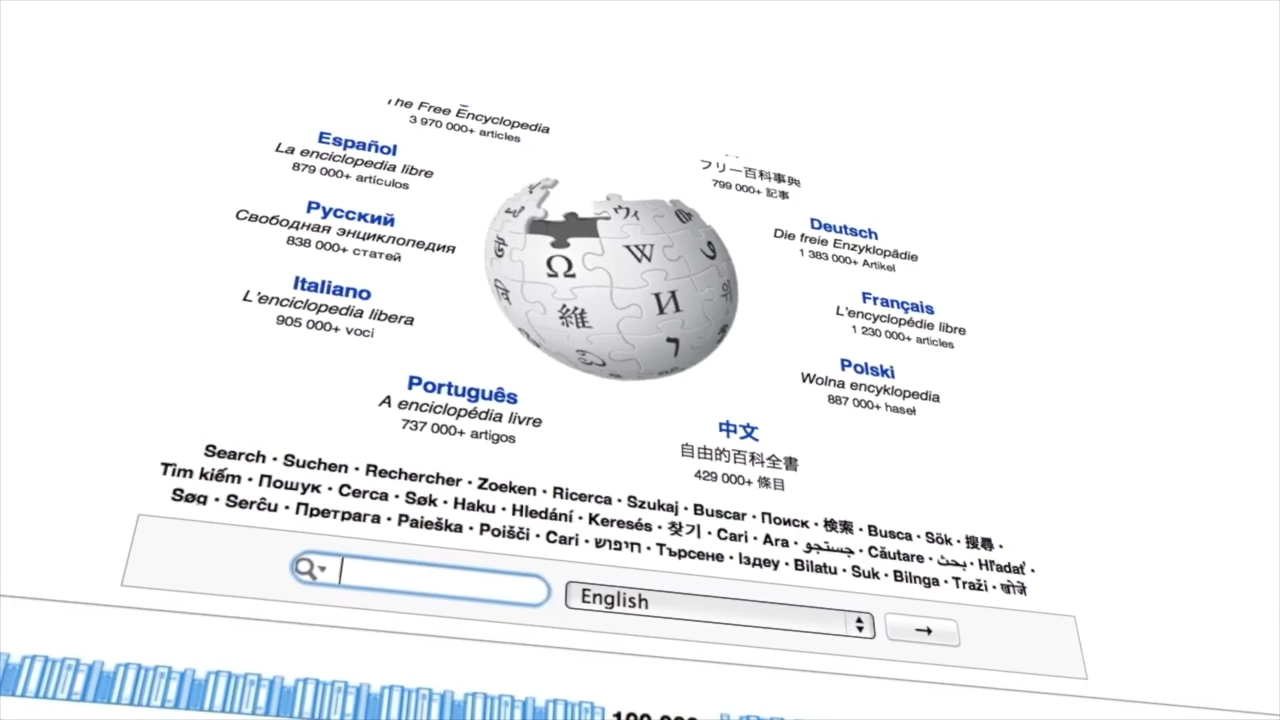 The Free Encyclopedia
3 970 000+ articles
Español
La enciclopedia libre
879 000+ artículos
フリー百科事典
799 000+ 記事
Русский
Свободная энциклопедия
838 000+ статей
Deutsch
Die freie Enzyklopädie
1 383 000+ Artikel
Italiano
L'enciclopedia libera
905 000+ voci
Français
L'encyclopédie libre
1 230 000+ articles
Polski
Wolna encyklopedia
887 000+ haseł
Português
A enciclopédia livre
737 000+ artigos
中文
自由的百科全書
429 000+ 條目
Ω
W
И
維
ウィ
Search · Suchen · Rechercher · Zoeken · Ricerca · Szukaj · Buscar · Поиск · 検索 · Busca · Sök · 搜尋 ·
Tìm kiếm · Пошук · Cerca · Søk · Haku · Hledání · Keresés · 찾기 · Cari · Ara · جستجو · Căutare · بحث · Hľadať ·
Søg · Serĉu · Претрага · Paieška · Poišči · Cari · חיפוש · Търсене · Іздеу · Bilatu · Suk · Bilnga · Traži · खोजें
English
→